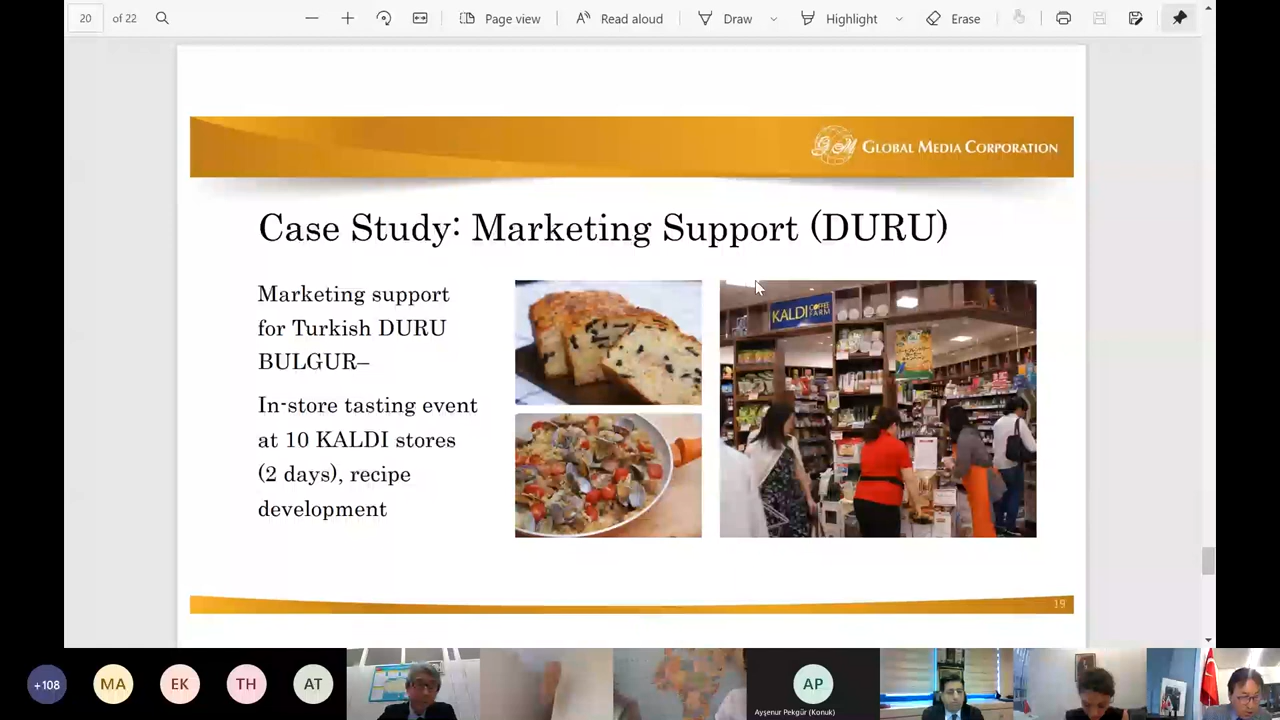 20 of 22 Page view Read aloud Draw Highlight Erase
GLOBAL MEDIA CORPORATION
Case Study: Marketing Support (DURU)
Marketing support
for Turkish DURU
BULGUR–
In-store tasting event
at 10 KALDI stores
(2 days), recipe
development
KALDI COFFEE FARM
19
+108 MA EK TH AT AP
Ayşenur Pekgür (Konuk)